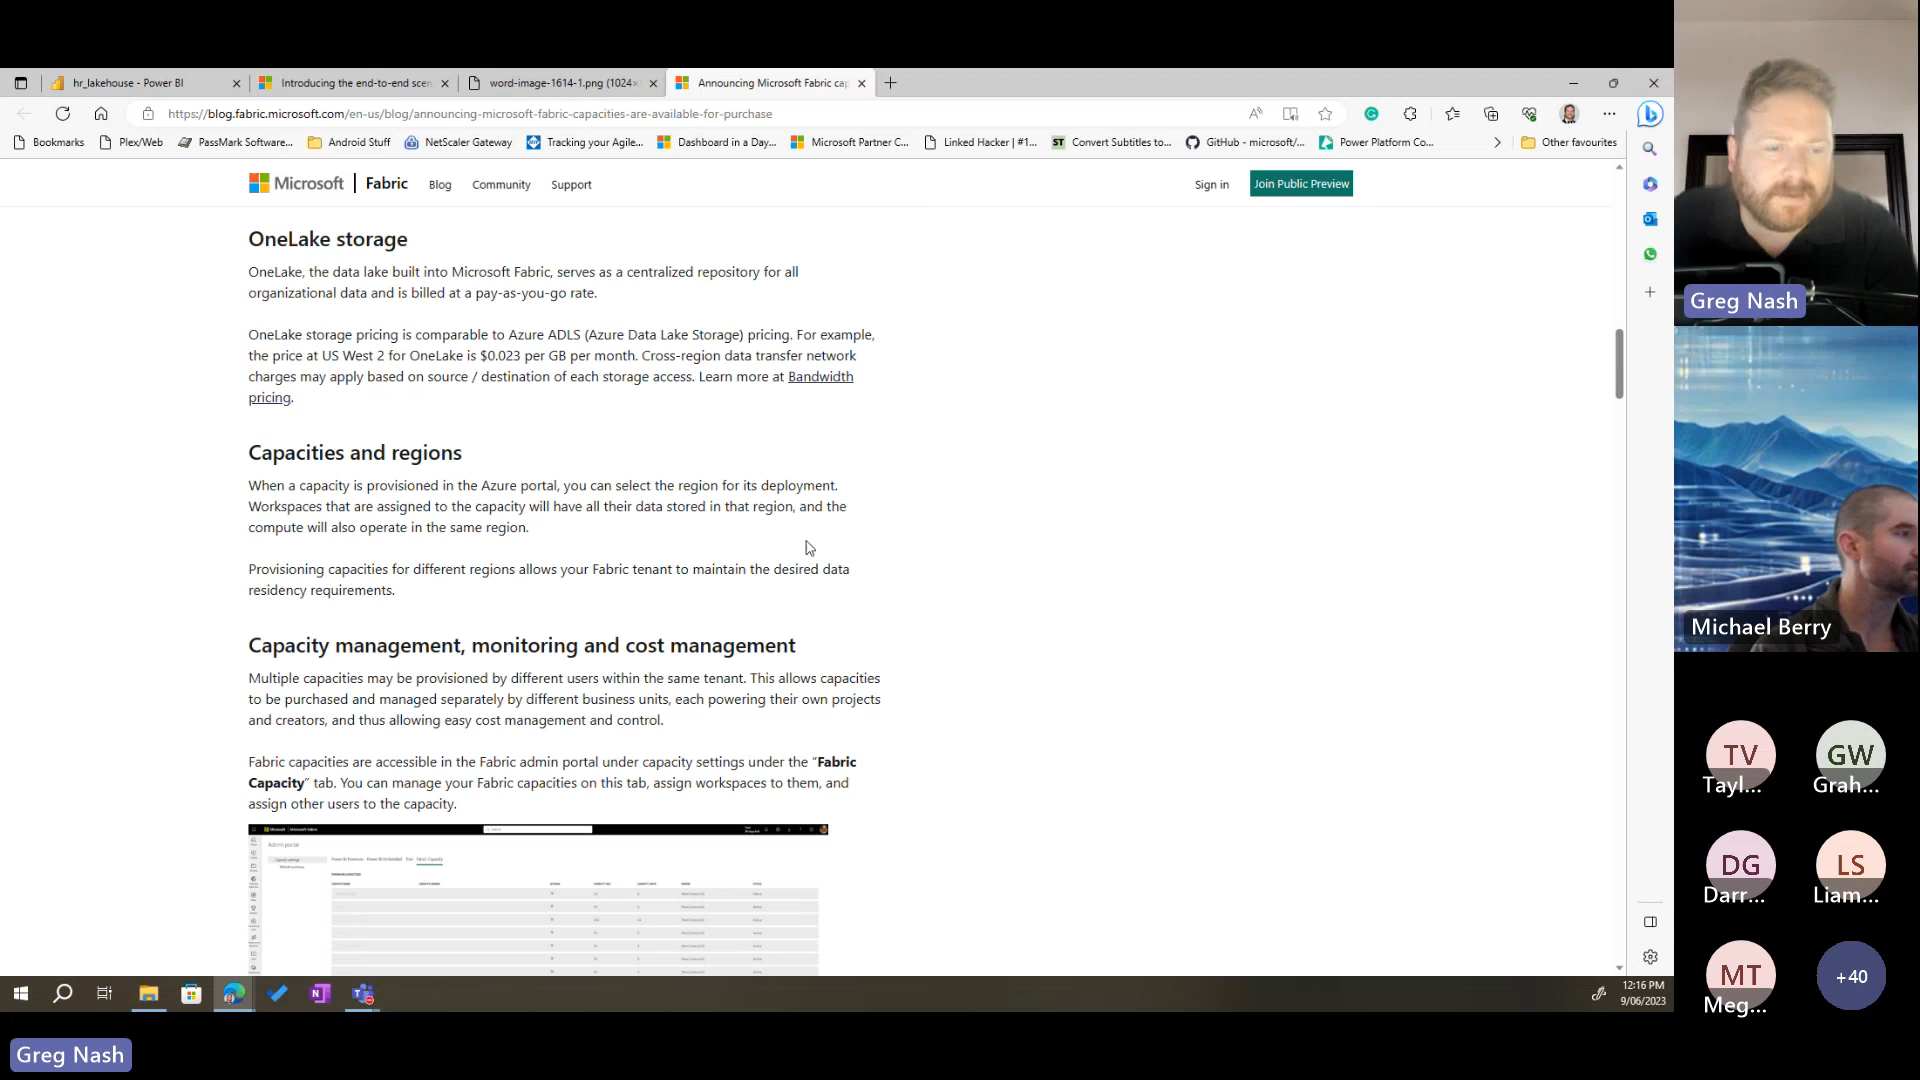 hr_lakehouse - Power BI
Introducing the end-to-end scen
word-image-1614-1.png (1024×
Announcing Microsoft Fabric cap
https://blog.fabric.microsoft.com/en-us/blog/announcing-microsoft-fabric-capacities-are-available-for-purchase
Bookmarks
Plex/Web
PassMark Software...
Android Stuff
NetScaler Gateway
Tracking your Agile...
Dashboard in a Day...
Microsoft Partner C...
Linked Hacker | #1...
ST Convert Subtitles to...
GitHub - microsoft/...
Power Platform Co...
Other favourites
Microsoft | Fabric
Blog
Community
Support
Sign in
Join Public Preview
OneLake storage
OneLake, the data lake built into Microsoft Fabric, serves as a centralized repository for all
organizational data and is billed at a pay-as-you-go rate.
OneLake storage pricing is comparable to Azure ADLS (Azure Data Lake Storage) pricing. For example,
the price at US West 2 for OneLake is $0.023 per GB per month. Cross-region data transfer network
charges may apply based on source / destination of each storage access. Learn more at Bandwidth
pricing.
Capacities and regions
When a capacity is provisioned in the Azure portal, you can select the region for its deployment.
Workspaces that are assigned to the capacity will have all their data stored in that region, and the
compute will also operate in the same region.
Provisioning capacities for different regions allows your Fabric tenant to maintain the desired data
residency requirements.
Capacity management, monitoring and cost management
Multiple capacities may be provisioned by different users within the same tenant. This allows capacities
to be purchased and managed separately by different business units, each powering their own projects
and creators, and thus allowing easy cost management and control.
Fabric capacities are accessible in the Fabric admin portal under capacity settings under the “Fabric
Capacity” tab. You can manage your Fabric capacities on this tab, assign workspaces to them, and
assign other users to the capacity.
Admin portal
12:16 PM
9/06/2023
Greg Nash
Greg Nash
Michael Berry
TV
Tayl...
GW
Grah...
DG
Darr...
LS
Liam...
MT
Meg...
+40